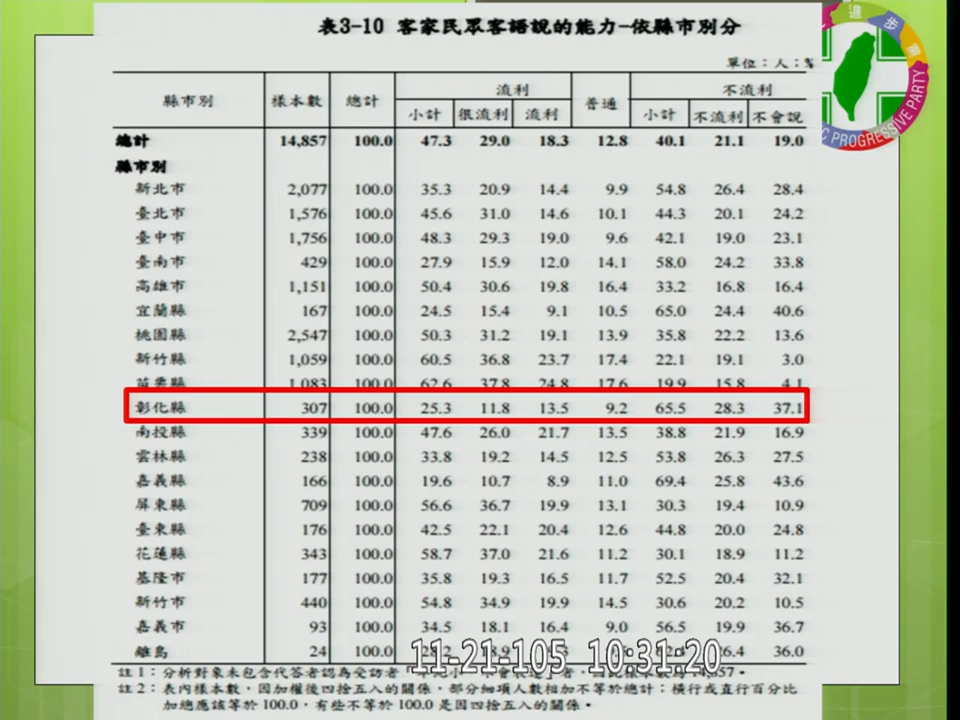 表3-10 客家民眾客語說的能力-依縣市別分
單位：人；%
縣市別 樣本數 總計 流利 普通 不流利
小計 很流利 流利 小計 不流利 不會說
總計 14,857 100.0 47.3 29.0 18.3 12.8 40.1 21.1 19.0
縣市別
新北市 2,077 100.0 35.3 20.9 14.4 9.9 54.8 26.4 28.4
臺北市 1,576 100.0 45.6 31.0 14.6 10.1 44.3 20.1 24.2
臺中市 1,756 100.0 48.3 29.3 19.0 9.6 42.1 19.0 23.1
臺南市 429 100.0 27.9 15.9 12.0 14.1 58.0 24.2 33.8
高雄市 1,151 100.0 50.4 30.6 19.8 16.4 33.2 16.8 16.4
宜蘭縣 167 100.0 24.5 15.4 9.1 10.5 65.0 24.4 40.6
桃園縣 2,547 100.0 50.3 31.2 19.1 13.9 35.8 22.2 13.6
新竹縣 1,059 100.0 60.5 36.8 23.7 17.4 22.1 19.1 3.0
苗栗縣 1,083 100.0 62.6 37.8 24.8 17.6 19.9 15.8 4.1
彰化縣 307 100.0 25.3 11.8 13.5 9.2 65.5 28.3 37.1
南投縣 339 100.0 47.6 26.0 21.7 13.5 38.8 21.9 16.9
雲林縣 238 100.0 33.8 19.2 14.5 12.5 53.8 26.3 27.5
嘉義縣 166 100.0 19.6 10.7 8.9 11.0 69.4 25.8 43.6
屏東縣 709 100.0 56.6 36.7 19.9 13.1 30.3 19.4 10.9
臺東縣 176 100.0 42.5 22.1 20.4 12.6 44.8 20.0 24.8
花蓮縣 343 100.0 58.7 37.0 21.6 11.2 30.1 18.9 11.2
基隆市 177 100.0 35.8 19.3 16.5 11.7 52.5 20.4 32.1
新竹市 440 100.0 54.8 34.9 19.9 14.5 30.6 20.2 10.5
嘉義市 93 100.0 34.5 18.1 16.4 9.0 56.5 19.9 36.7
離島 24 100.0 36.0
11-21-105 10:31:20
註1：分析對象未包含代答者認為受訪者
註2：表內樣本數，因加權後四捨五入的關係，部分細項人數相加不等於總計；橫行或直行百分比
加總應該等於100.0，有些不等於100.0是因四捨五入的關係。
進步黨
C PROGRESSIVE PARTY